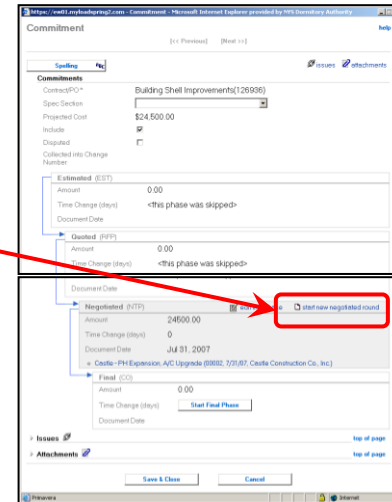 https://en01.myloadspring2.com - Commitment - Microsoft Internet Explorer provided by NYS Dormitory Authority
Commitment
help
[<< Previous] [Next >>]
Spelling
issues attachments
Commitments
Contract/PO* Building Shell Improvements(126936)
Spec Section
Projected Cost $24,500.00
Include
Disputed
Collected into Change
Number
Estimated (EST)
Amount 0.00
Time Change (days) <this phase was skipped>
Document Date
Quoted (RFP)
Amount 0.00
Time Change (days) <this phase was skipped>
Document Date
Negotiated (NTP)
start new negotiated round
Amount 24500.00
Time Change (days) 0
Document Date Jul 31, 2007
Castle - PH Expansion, A/C Upgrade (00002, 7/31/07, Castle Construction Co., Inc.)
Final (CO)
Amount 0.00
Time Change (days) Start Final Phase
Document Date
> Issues
top of page
> Attachments
top of page
Save & Close Cancel
Primavera
Internet